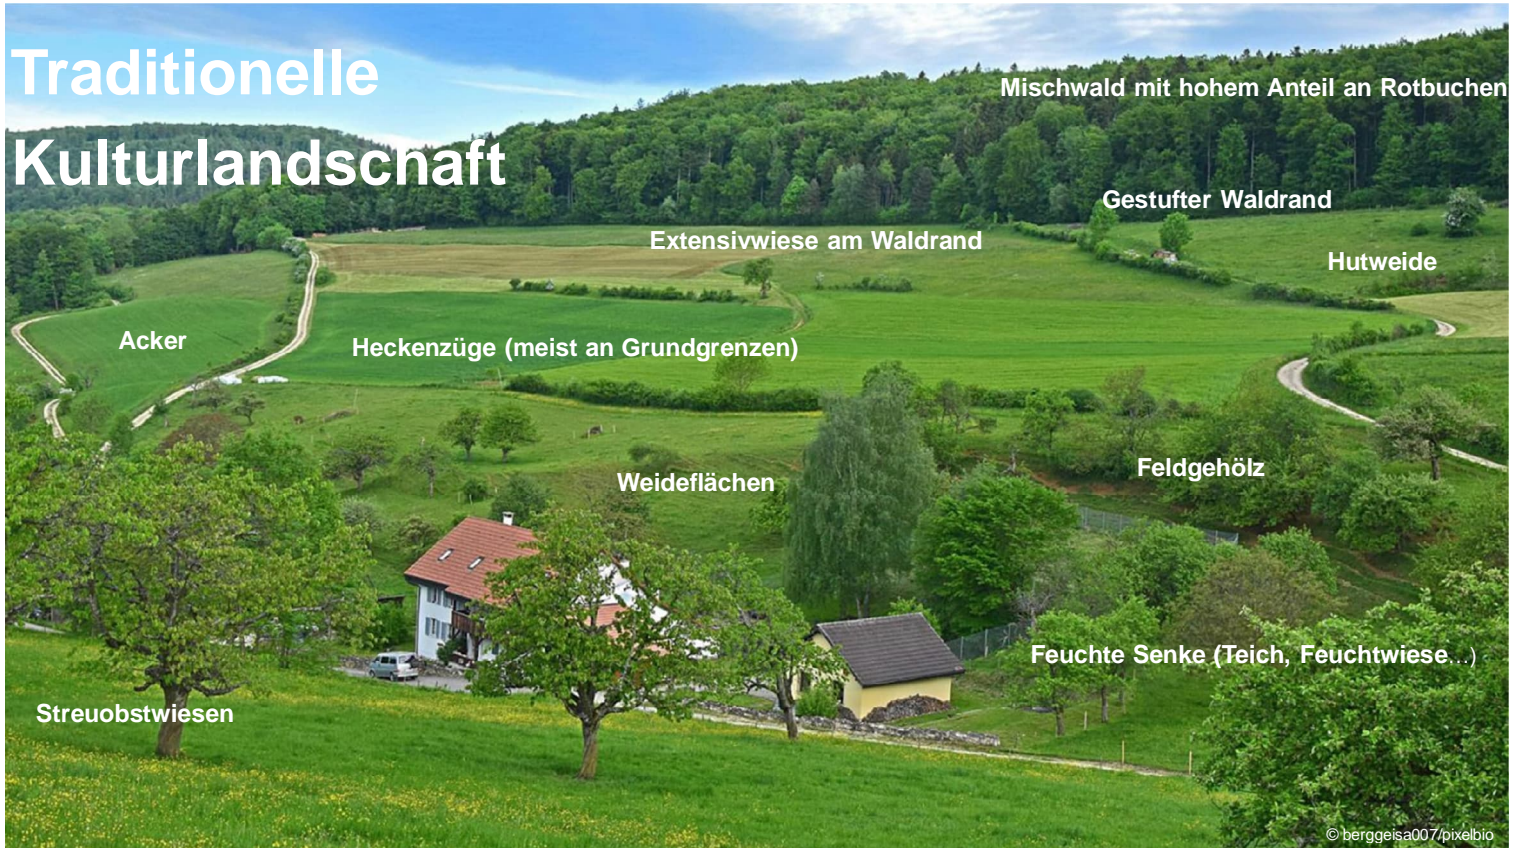 Traditionelle
Kulturlandschaft
Mischwald mit hohem Anteil an Rotbuchen
Gestufter Waldrand
Extensivwiese am Waldrand
Hutweide
Acker
Heckenzüge (meist an Grundgrenzen)
Weideflächen
Feldgehölz
Feuchte Senke (Teich, Feuchtwiese…)
Streuobstwiesen
© berggeisa007/pixelbio